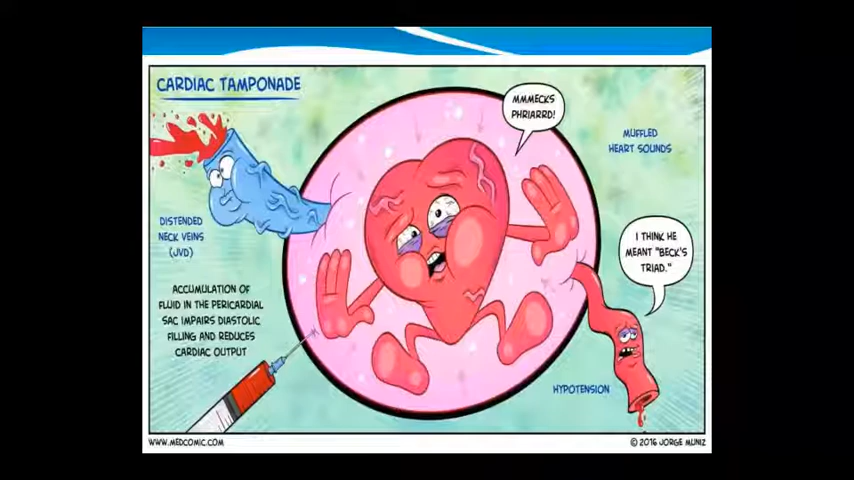 CARDIAC TAMPONADE
MMMECKS
PHRIARRD!
MUFFLED
HEART SOUNDS
DISTENDED
NECK VEINS
(JVD)
I THINK HE
MEANT "BECK'S
TRIAD."
ACCUMULATION OF
FLUID IN THE PERICARDIAL
SAC IMPAIRS DIASTOLIC
FILLING AND REDUCES
CARDIAC OUTPUT
HYPOTENSION
WWW.MEDCOMIC.COM
© 2016 JORGE MUNIZ